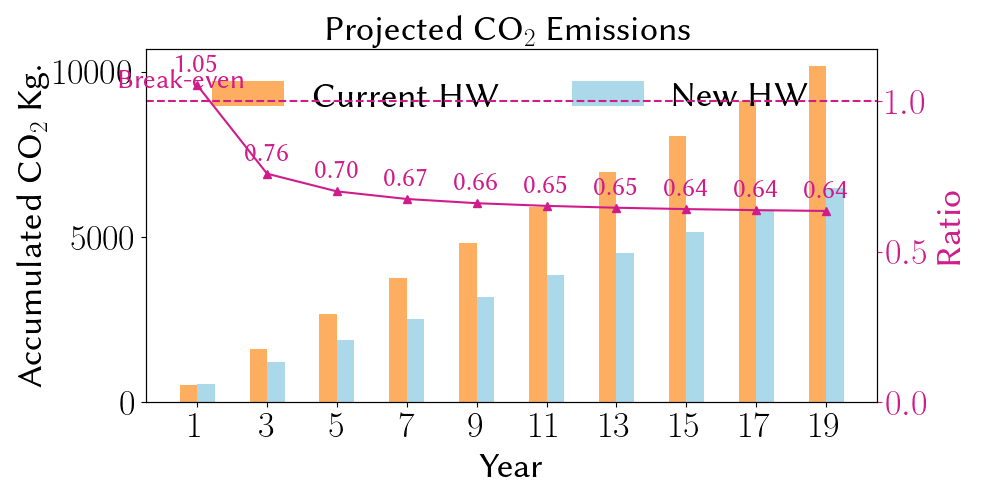 Projected CO₂ Emissions
Accumulated CO₂ Kg.
10000
5000
0
Break-even
Current HW
New HW
1.05
0.76
0.70
0.67
0.66
0.65
0.65
0.64
0.64
0.64
1.0
0.5
0.0
Ratio
1 3 5 7 9 11 13 15 17 19
Year